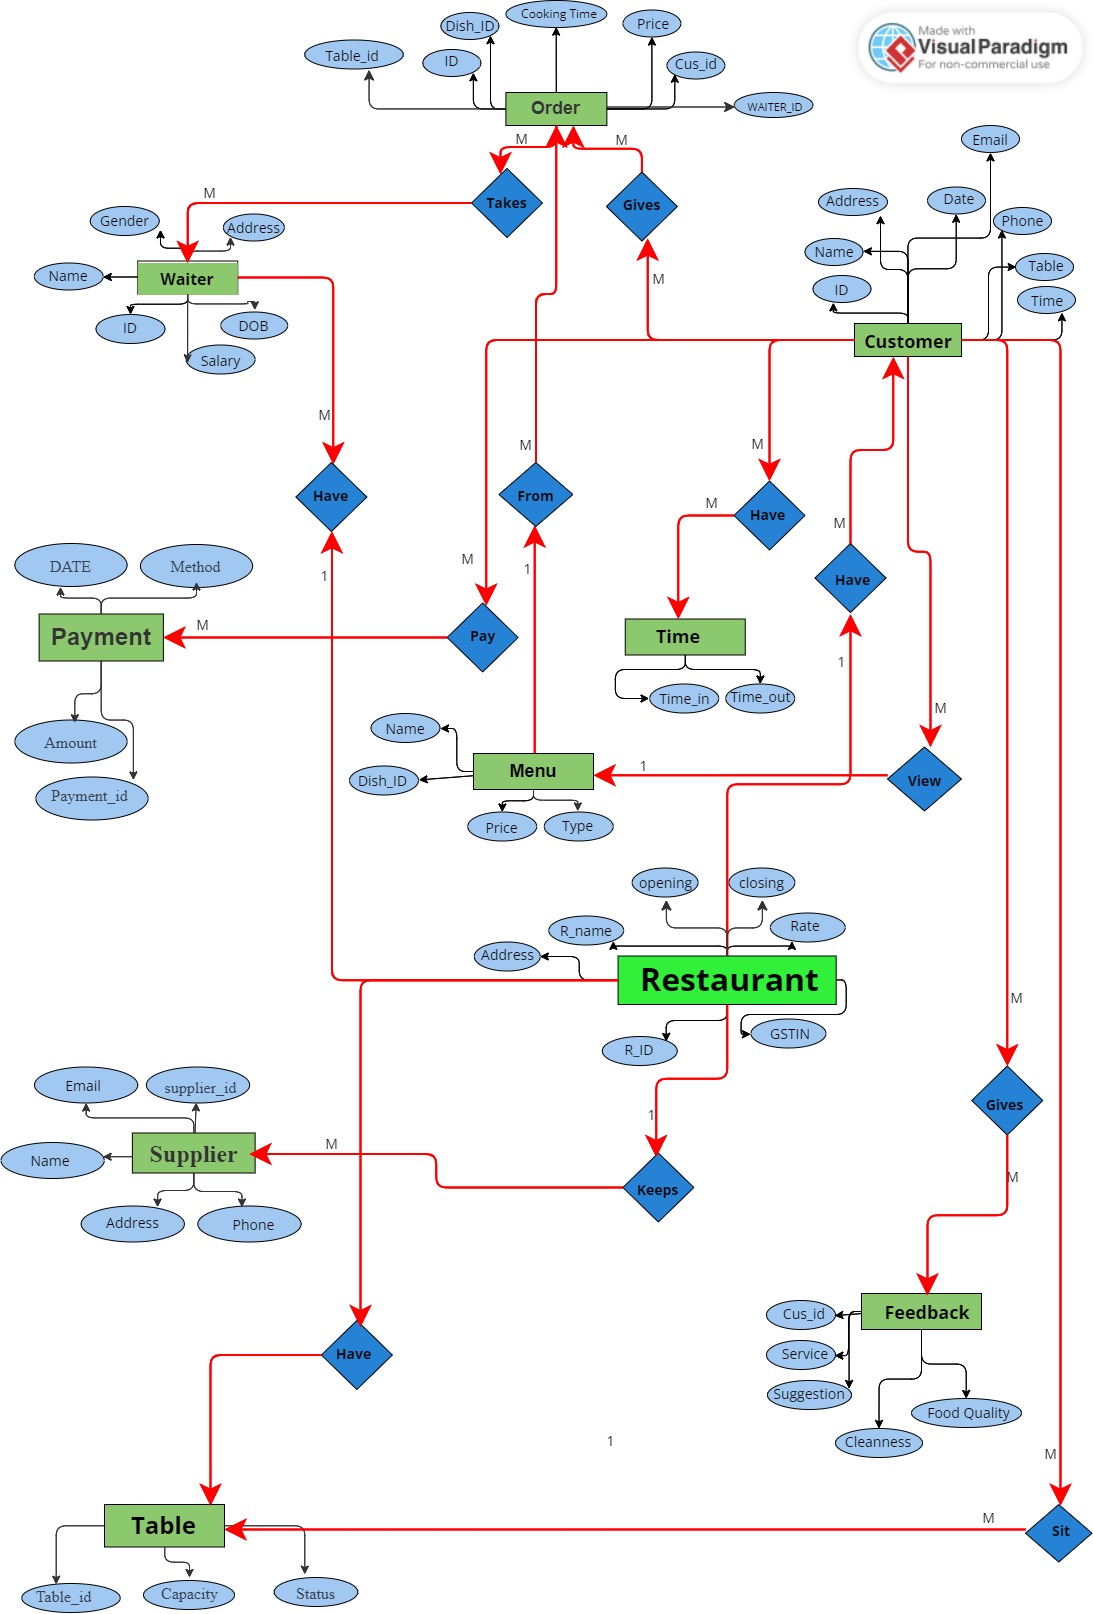 Made with
VisualParadigm
For non-commercial use
Cooking Time
Dish_ID
Price
Table_id
ID
Cus_id
WAITER_ID
Order
M
M
Email
Takes
Gives
M
Address
Date
Gender
Address
Phone
Name
Name
Waiter
M
Table
ID
Time
ID
DOB
Salary
Customer
M
M
M
Have
From
M
Have
M
M
1
1
DATE
Method
Have
Payment
M
Pay
Time
1
Time_in
Time_out
M
Name
Amount
Menu
1
View
Dish_ID
Payment_id
Price
Type
opening
closing
R_name
Rate
Address
Restaurant
M
R_ID
GSTIN
Email
supplier_id
Gives
1
Supplier
M
Name
M
Keeps
Address
Phone
Cus_id
Feedback
Have
Service
Suggestion
Food Quality
Cleanness
1
M
Table
M
Sit
Table_id
Capacity
Status